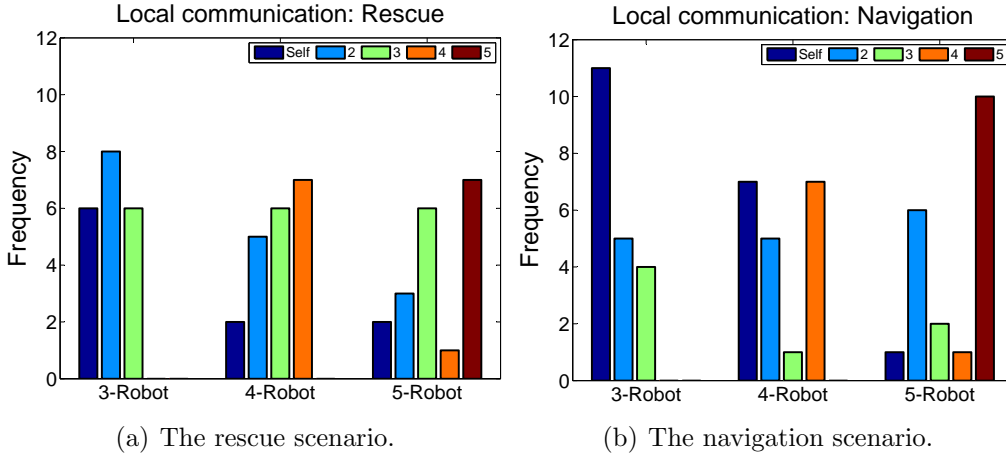 Local communication: Rescue
12
10
8
6
4
2
0
Frequency
Self 2 3 4 5
3-Robot 4-Robot 5-Robot
(a) The rescue scenario.
Local communication: Navigation
12
10
8
6
4
2
0
Frequency
Self 2 3 4 5
3-Robot 4-Robot 5-Robot
(b) The navigation scenario.